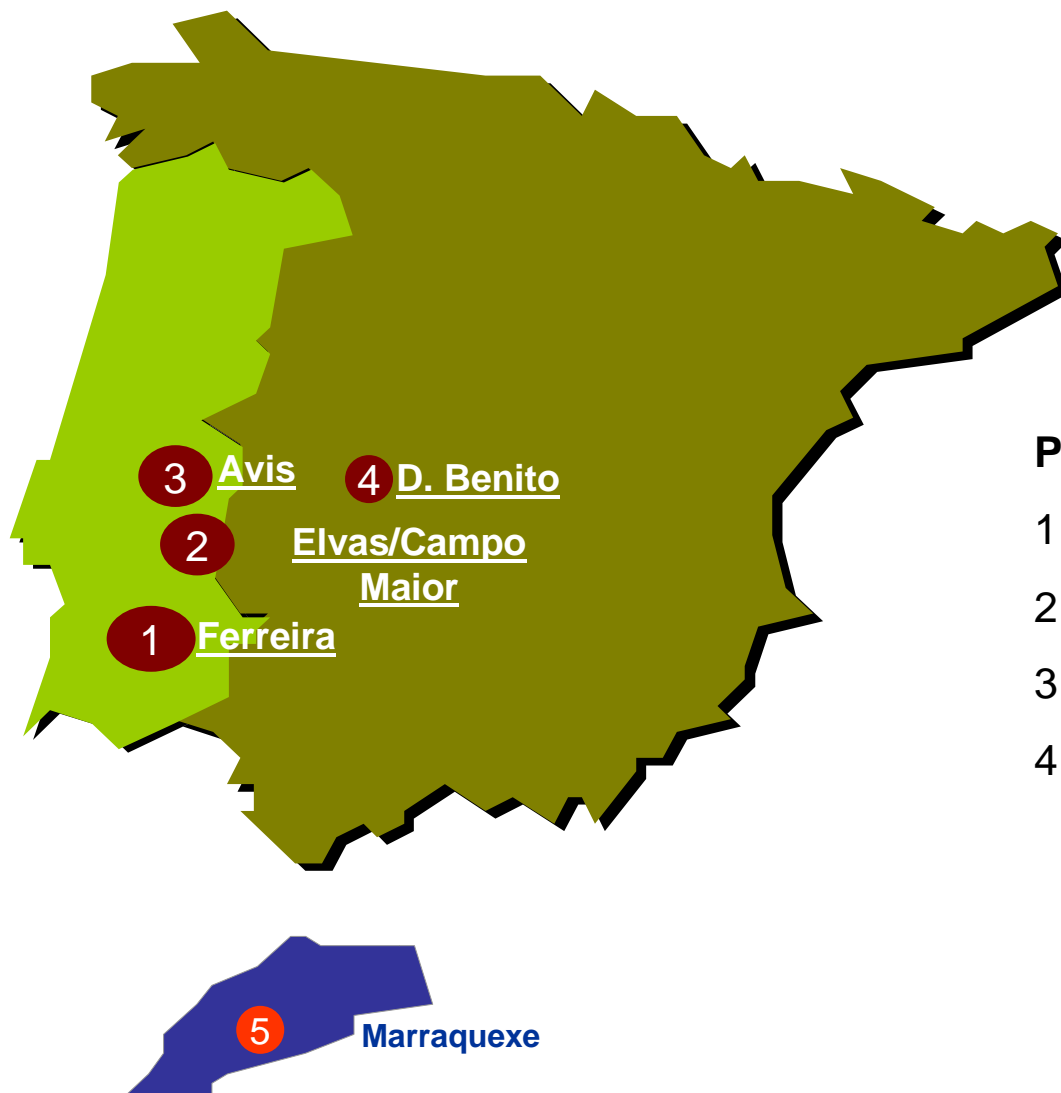 3 Avis
4 D. Benito
2 Elvas/Campo
Maior
1 Ferreira
5 Marraquexe
P
1
2
3
4